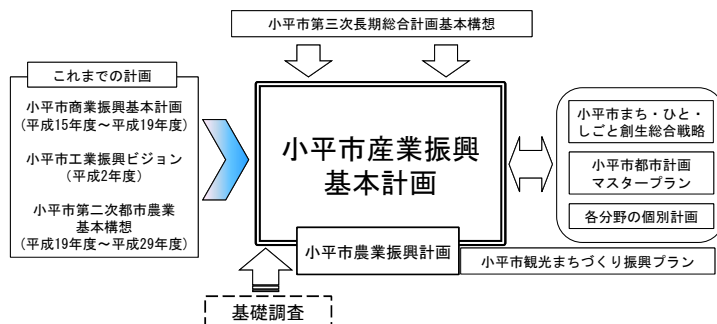 小平市第三次長期総合計画基本構想
これまでの計画
小平市商業振興基本計画
(平成15年度～平成19年度)
小平市工業振興ビジョン
(平成2年度)
小平市第二次都市農業
基本構想
(平成19年度～平成29年度)
小平市産業振興
基本計画
小平市まち・ひと・
しごと創生総合戦略
小平市都市計画
マスタープラン
各分野の個別計画
小平市農業振興計画
小平市観光まちづくり振興プラン
基礎調査